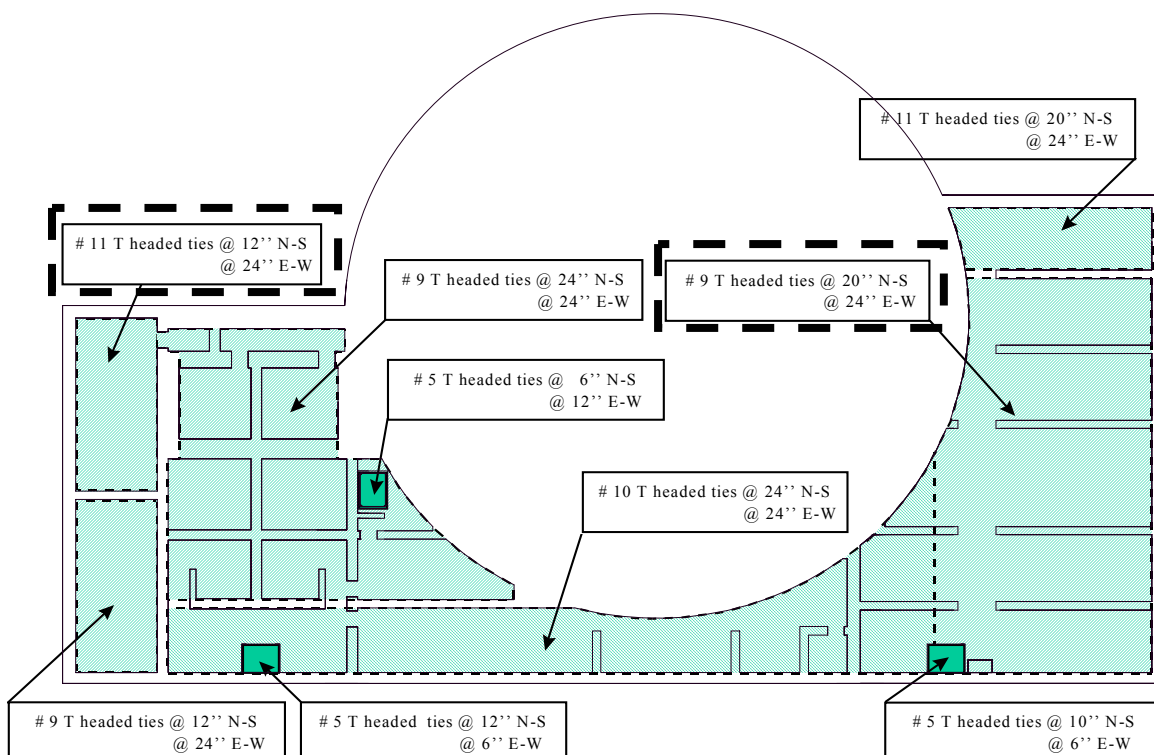 # 11 T headed ties @ 20’’ N-S
@ 24’’ E-W
# 11 T headed ties @ 12’’ N-S
@ 24’’ E-W
# 9 T headed ties @ 24’’ N-S
@ 24’’ E-W
# 9 T headed ties @ 20’’ N-S
@ 24’’ E-W
# 5 T headed ties @ 6’’ N-S
@ 12’’ E-W
# 10 T headed ties @ 24’’ N-S
@ 24’’ E-W
# 9 T headed ties @ 12’’ N-S
@ 24’’ E-W
# 5 T headed ties @ 12’’ N-S
@ 6’’ E-W
# 5 T headed ties @ 10’’ N-S
@ 6’’ E-W